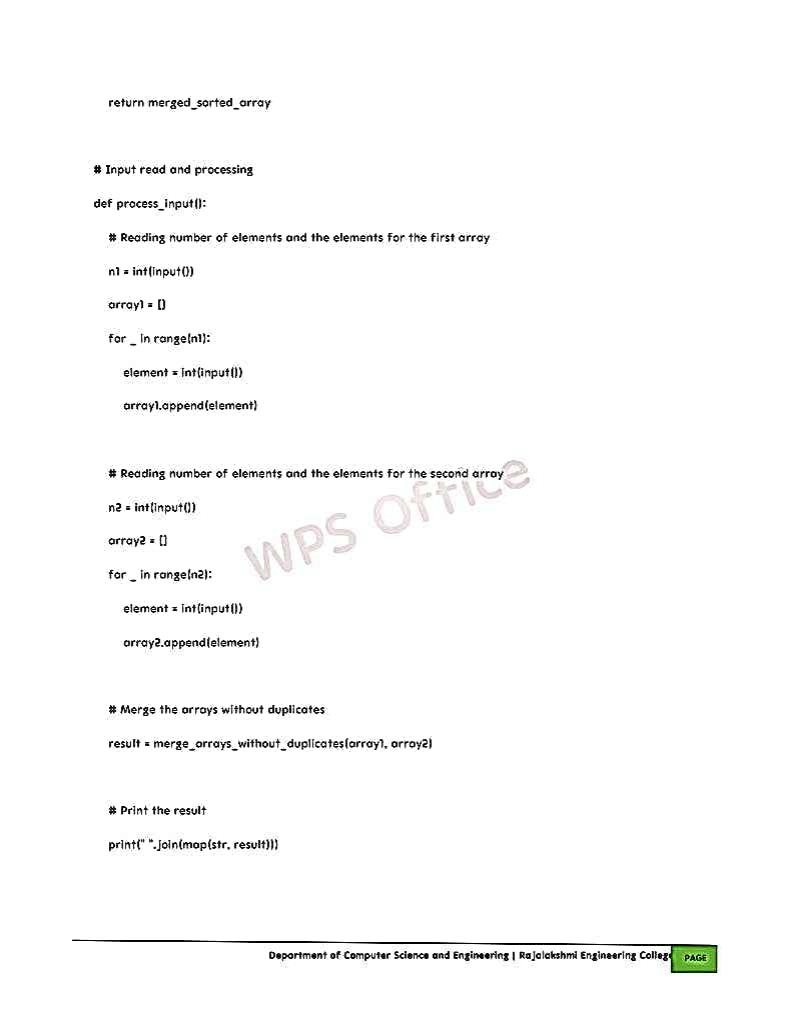 return merged_sorted_array
# Input read and processing
def process_input():
# Reading number of elements and the elements for the first array
n1 = int(input())
array1 = []
for _ in range(n1):
element = int(input())
array1.append(element)
# Reading number of elements and the elements for the second array
n2 = int(input())
array2 = []
for _ in range(n2):
element = int(input())
array2.append(element)
WPS Office
# Merge the arrays without duplicates
result = merge_arrays_without_duplicates(array1, array2)
# Print the result
print(" ".join(map(str, result)))
Department of Computer Science and Engineering | Rajalakshmi Engineering College
PAGE